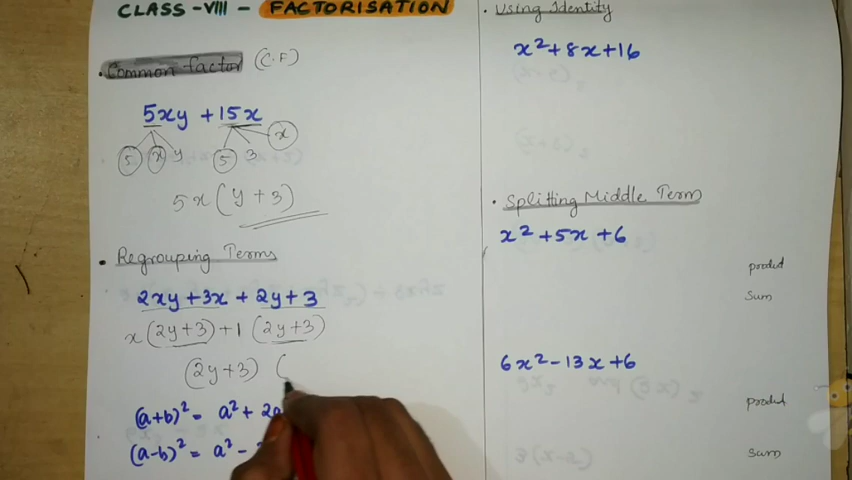 CLASS-VIII - FACTORISATION
• Common factor (C.F)
5xy + 15x
5 x y 5 3 x
5x(y+3)
• Regrouping Terms
2xy+3x + 2y+3
x(2y+3)+1(2y+3)
(2y+3) (
(a+b)² = a² + 2a
(a-b)² = a² -
• Using Identity
x²+8x+16
• Splitting Middle Term
x²+5x+6
product
Sum
6x²-13x+6
product
Sum